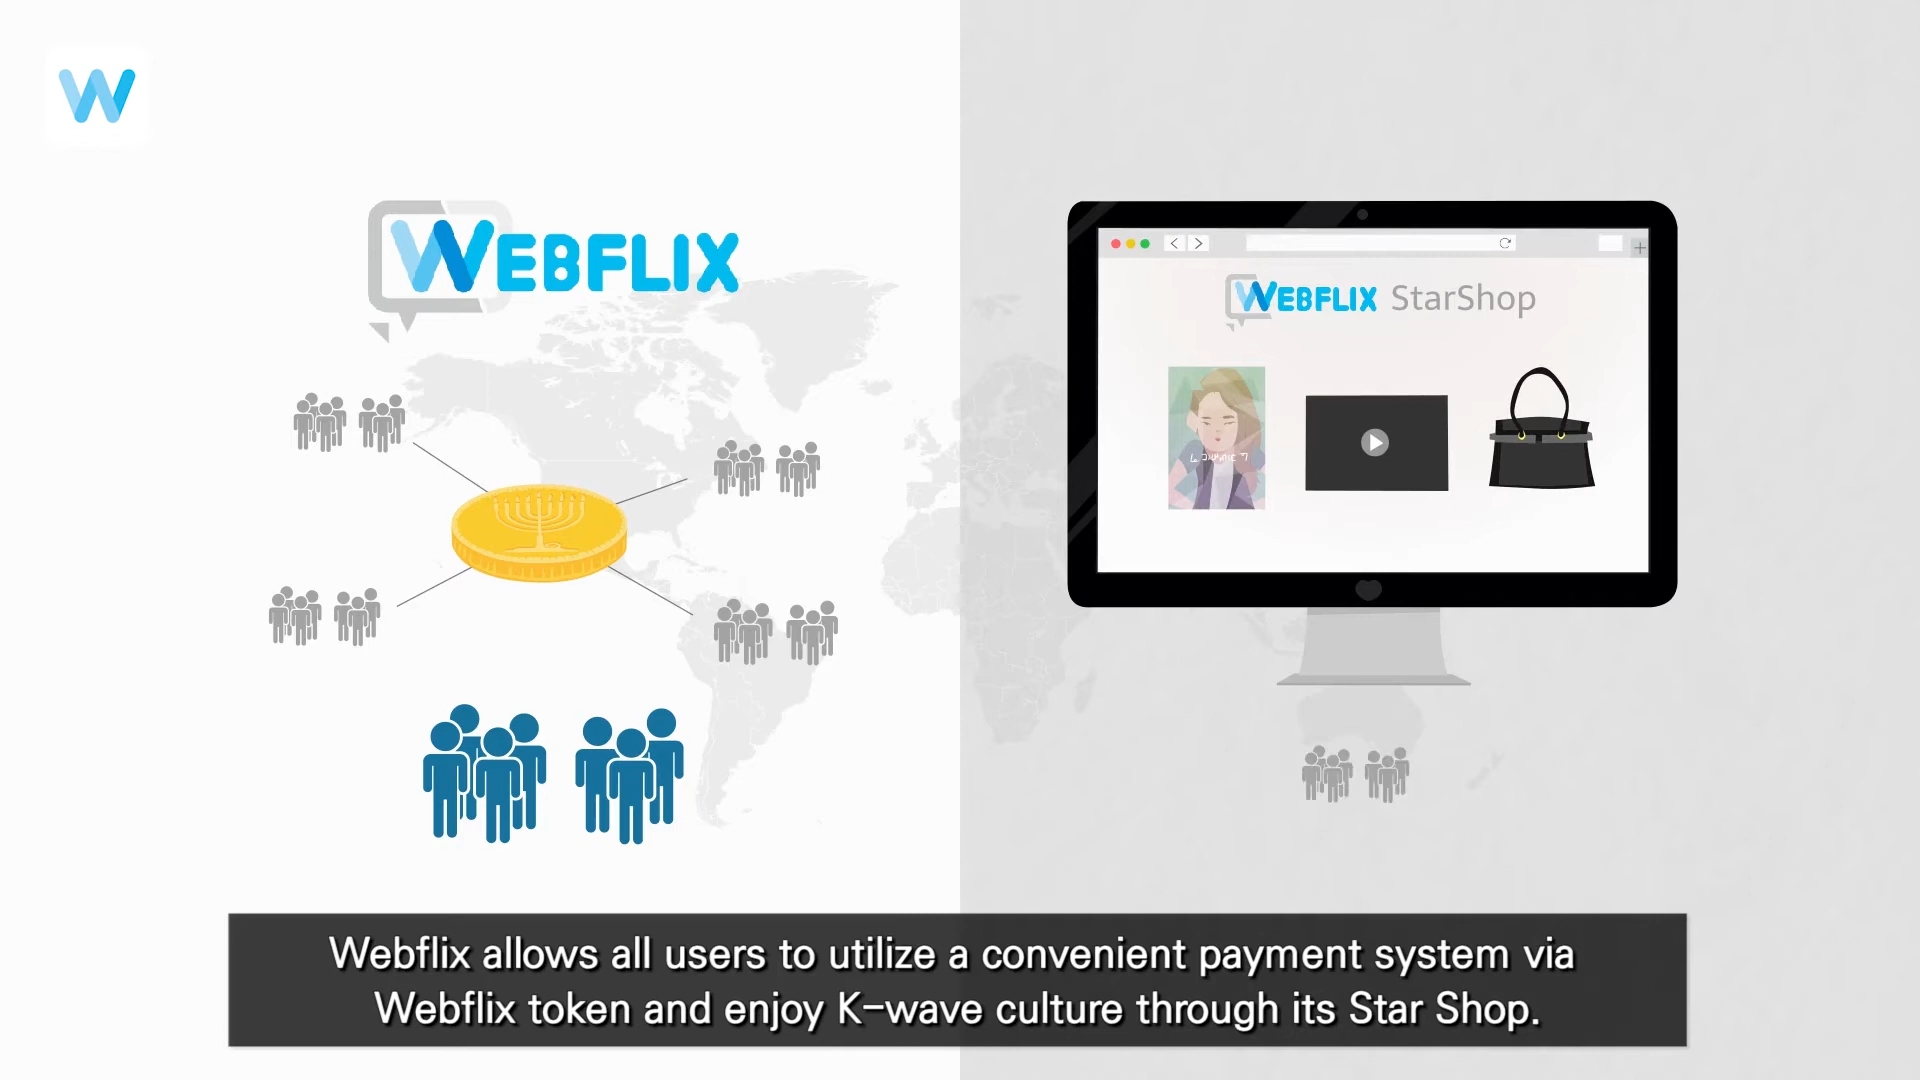 W
WEBFLIX
WEBFLIX StarShop
Webflix allows all users to utilize a convenient payment system via
Webflix token and enjoy K-wave culture through its Star Shop.